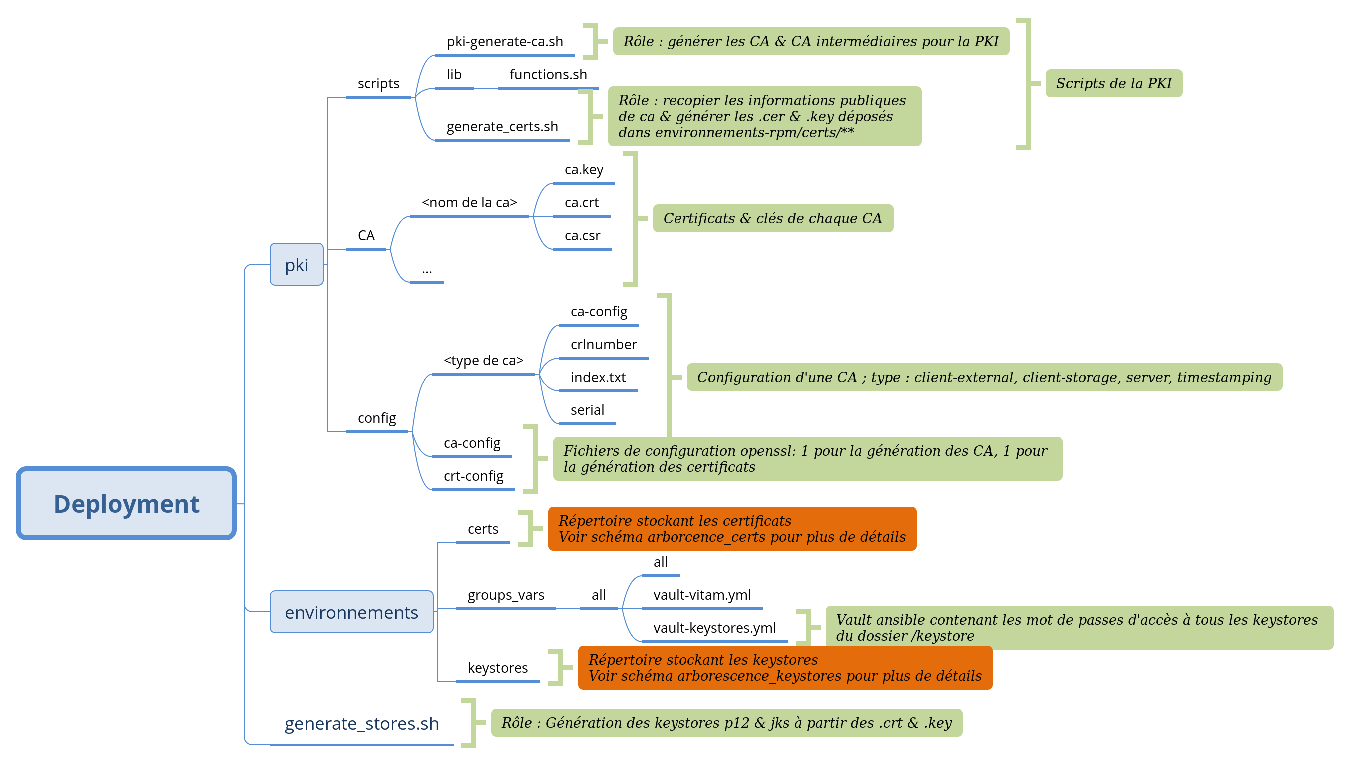 pki-generate-ca.sh
Rôle : générer les CA & CA intermédiaires pour la PKI
scripts
lib
functions.sh
Scripts de la PKI
generate_certs.sh
Rôle : recopier les informations publiques
de ca & générer les .cer & .key déposés
dans environnements-rpm/certs/**
ca.key
<nom de la ca>
ca.crt
Certificats & clés de chaque CA
CA
ca.csr
...
pki
ca-config
<type de ca>
crlnumber
index.txt
Configuration d'une CA ; type : client-external, client-storage, server, timestamping
serial
config
ca-config
crt-config
Fichiers de configuration openssl: 1 pour la génération des CA, 1 pour
la génération des certificats
Deployment
certs
Répertoire stockant les certificats
Voir schéma arborcence_certs pour plus de détails
all
environnements
groups_vars
all
vault-vitam.yml
vault-keystores.yml
Vault ansible contenant les mot de passes d'accès à tous les keystores
du dossier /keystore
keystores
Répertoire stockant les keystores
Voir schéma arborescence_keystores pour plus de détails
generate_stores.sh
Rôle : Génération des keystores p12 & jks à partir des .crt & .key